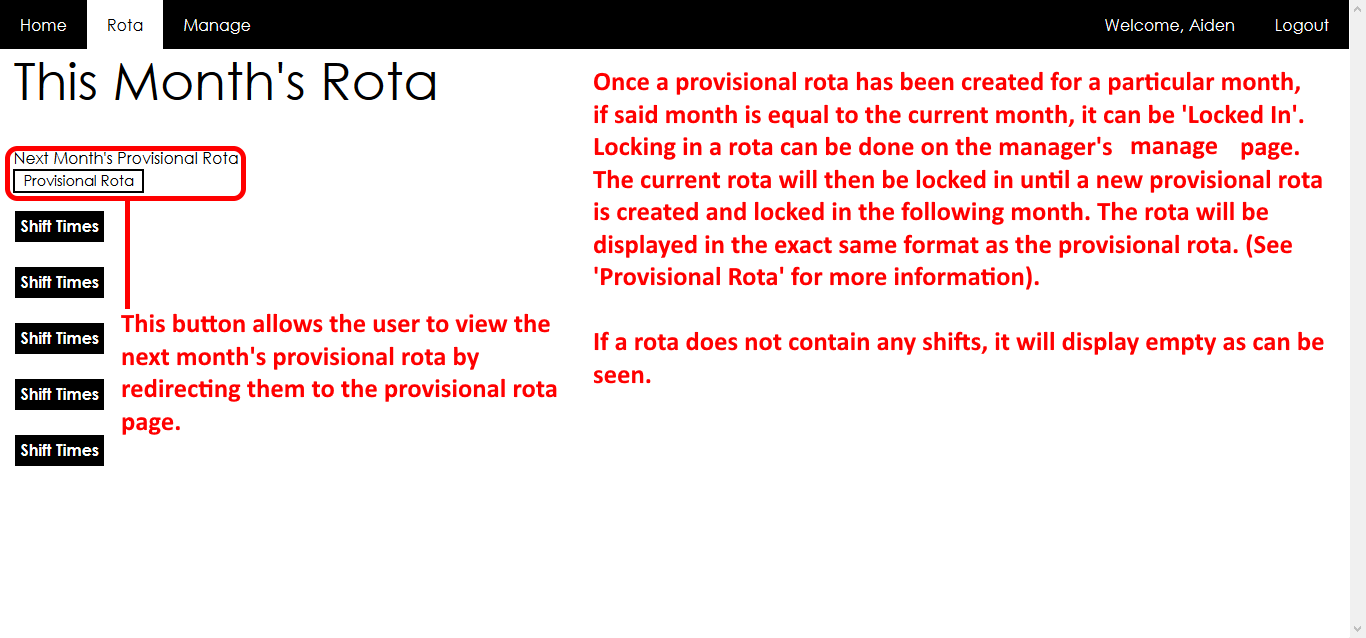 Home Rota Manage Welcome, Aiden Logout
This Month's Rota
Next Month's Provisional Rota
Provisional Rota
Shift Times
Shift Times
Shift Times
Shift Times
Shift Times
This button allows the user to view the
next month's provisional rota by
redirecting them to the provisional rota
page.
Once a provisional rota has been created for a particular month,
if said month is equal to the current month, it can be 'Locked In'.
Locking in a rota can be done on the manager's manage page.
The current rota will then be locked in until a new provisional rota
is created and locked in the following month. The rota will be
displayed in the exact same format as the provisional rota. (See
'Provisional Rota' for more information).
If a rota does not contain any shifts, it will display empty as can be
seen.